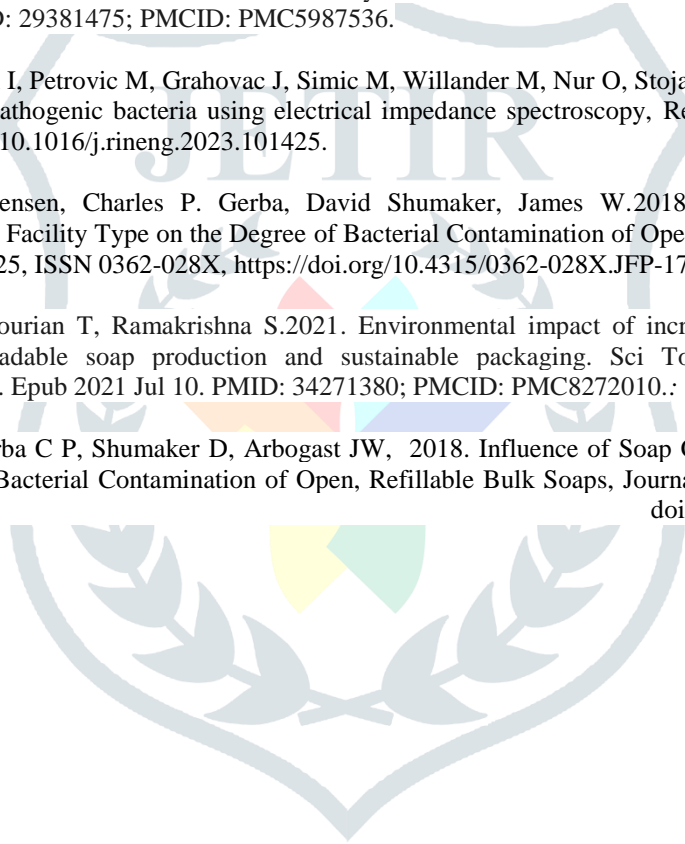 D: 29381475; PMCID: PMC5987536.
I, Petrovic M, Grahovac J, Simic M, Willander M, Nur O, Stoja
athogenic bacteria using electrical impedance spectroscopy, Re
10.1016/j.rineng.2023.101425.
JETIR
ensen, Charles P. Gerba, David Shumaker, James W.2018
Facility Type on the Degree of Bacterial Contamination of Ope
25, ISSN 0362-028X, https://doi.org/10.4315/0362-028X.JFP-17
ourian T, Ramakrishna S.2021. Environmental impact of incr
adable soap production and sustainable packaging. Sci To
. Epub 2021 Jul 10. PMID: 34271380; PMCID: PMC8272010.:
rba C P, Shumaker D, Arbogast JW, 2018. Influence of Soap C
Bacterial Contamination of Open, Refillable Bulk Soaps, Journa
doi